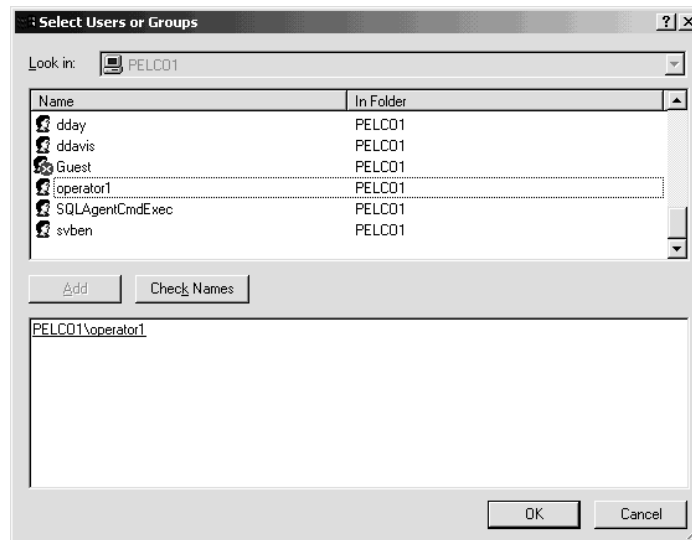 Select Users or Groups
Look in: PELCO1
Name In Folder
dday PELCO1
ddavis PELCO1
Guest PELCO1
operator1 PELCO1
SQLAgentCmdExec PELCO1
svben PELCO1
Add Check Names
PELCO1\operator1
OK Cancel